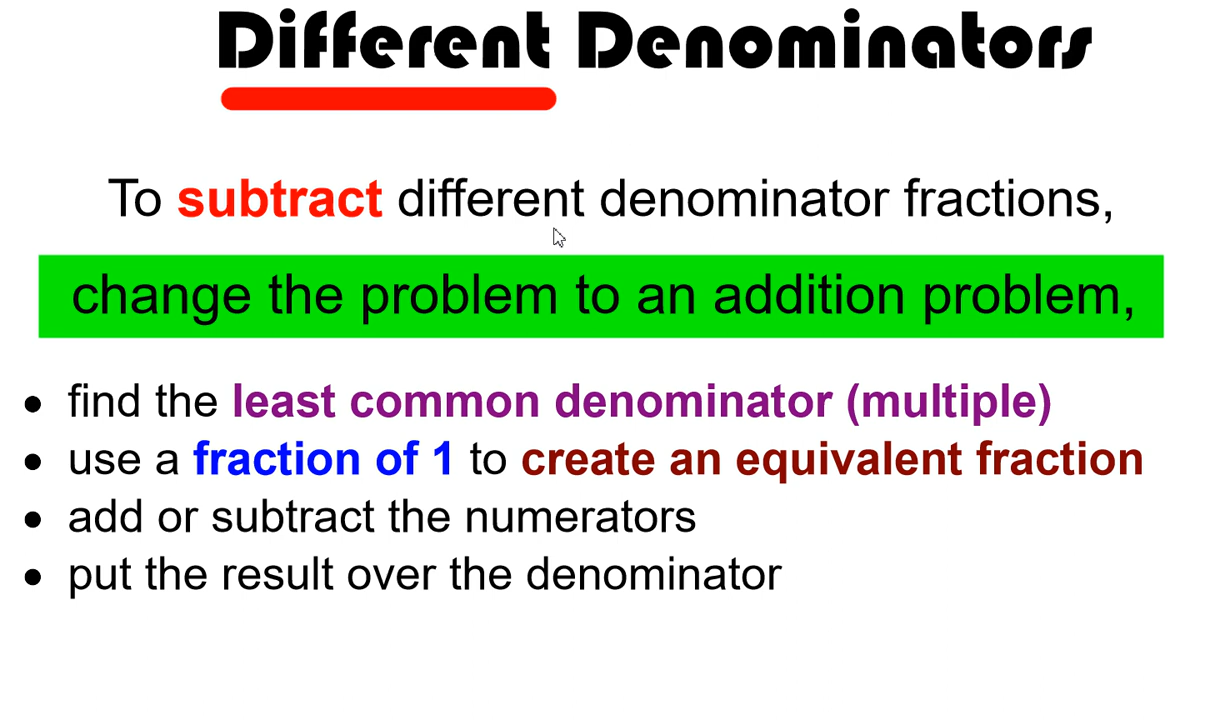 Different Denominators
To subtract different denominator fractions,
change the problem to an addition problem,
• find the least common denominator (multiple)
• use a fraction of 1 to create an equivalent fraction
• add or subtract the numerators
• put the result over the denominator